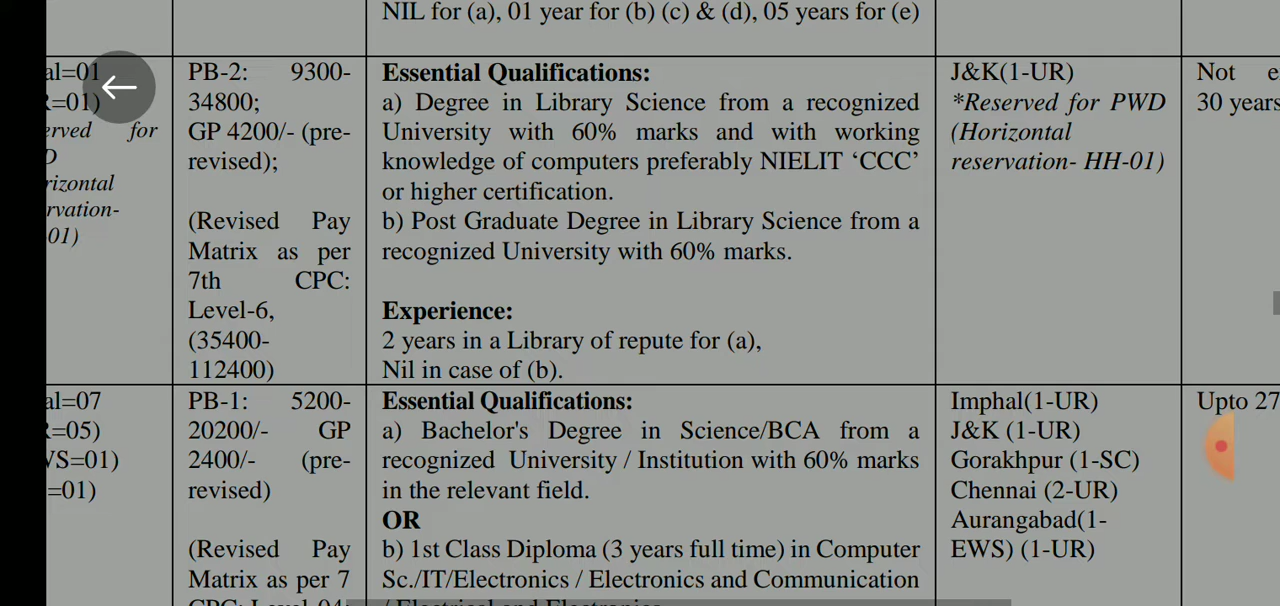 NIL for (a), 01 year for (b) (c) & (d), 05 years for (e)
al=01
=01)
erved for
rizontal
rvation-
01)
PB-2: 9300-
34800;
GP 4200/- (pre-
revised);
(Revised Pay
Matrix as per
7th CPC:
Level-6,
(35400-
112400)
Essential Qualifications:
a) Degree in Library Science from a recognized
University with 60% marks and with working
knowledge of computers preferably NIELIT ‘CCC’
or higher certification.
b) Post Graduate Degree in Library Science from a
recognized University with 60% marks.
Experience:
2 years in a Library of repute for (a),
Nil in case of (b).
J&K(1-UR)
*Reserved for PWD
(Horizontal
reservation- HH-01)
Not e
30 years
al=07
=05)
VS=01)
=01)
PB-1: 5200-
20200/- GP
2400/- (pre-
revised)
(Revised Pay
Matrix as per 7
CPC: Level-04:
Essential Qualifications:
a) Bachelor's Degree in Science/BCA from a
recognized University / Institution with 60% marks
in the relevant field.
OR
b) 1st Class Diploma (3 years full time) in Computer
Sc./IT/Electronics / Electronics and Communication
/ Electrical and Electronics
Imphal(1-UR)
J&K (1-UR)
Gorakhpur (1-SC)
Chennai (2-UR)
Aurangabad(1-
EWS) (1-UR)
Upto 27